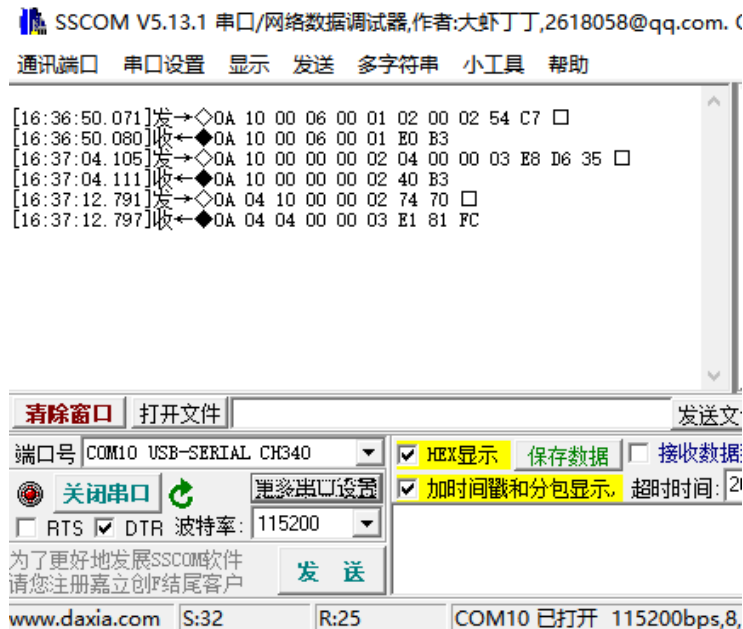 SSCOM V5.13.1 串口/网络数据调试器,作者:大虾丁丁,2618058@qq.com.
通讯端口 串口设置 显示 发送 多字符串 小工具 帮助
[16:36:50.071]发→◇0A 10 00 06 00 01 02 00 02 54 C7 □
[16:36:50.080]收←◆0A 10 00 06 00 01 E0 B3
[16:37:04.105]发→◇0A 10 00 00 00 02 04 00 00 03 E8 D6 35 □
[16:37:04.111]收←◆0A 10 00 00 00 02 40 B3
[16:37:12.791]发→◇0A 04 10 00 00 02 74 70 □
[16:37:12.797]收←◆0A 04 04 00 00 03 E1 81 FC
清除窗口 打开文件 发送文
端口号 COM10 USB-SERIAL CH340 HEX显示 保存数据 接收数据
关闭串口 更多串口设置 加时间戳和分包显示, 超时时间: 20
RTS DTR 波特率: 115200
为了更好地发展SSCOM软件
请您注册嘉立创F结尾客户
发 送
www.daxia.com S:32 R:25 COM10 已打开 115200bps,8,